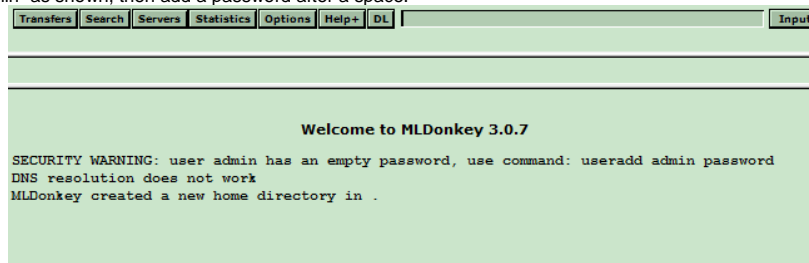 in" as shown, then add a password after a space.
Transfers Search Servers Statistics Options Help+ DL Input
Welcome to MLDonkey 3.0.7
SECURITY WARNING: user admin has an empty password, use command: useradd admin password
DNS resolution does not work
MLDonkey created a new home directory in .